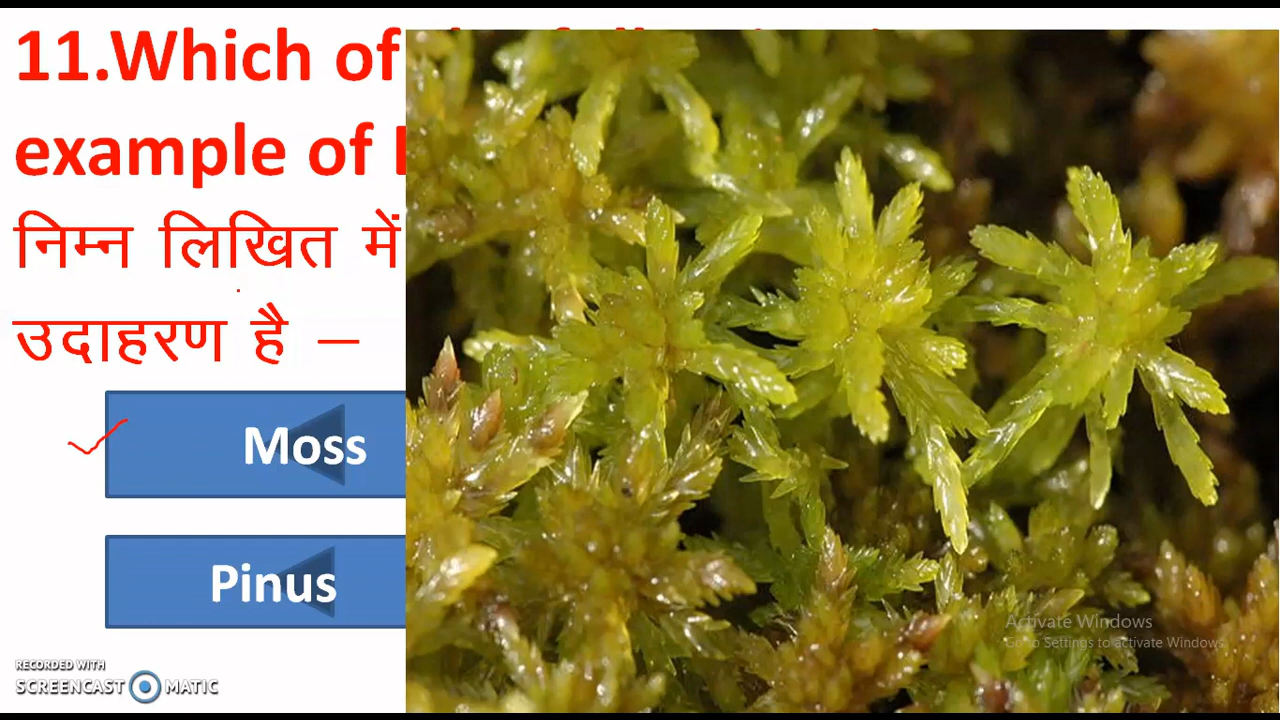 11.Which of
example of
निम्न लिखित में
उदाहरण है –
Moss
Pinus
RECORDED WITH
SCREENCAST MATIC
Activate Windows
Go to Settings to activate Windows.